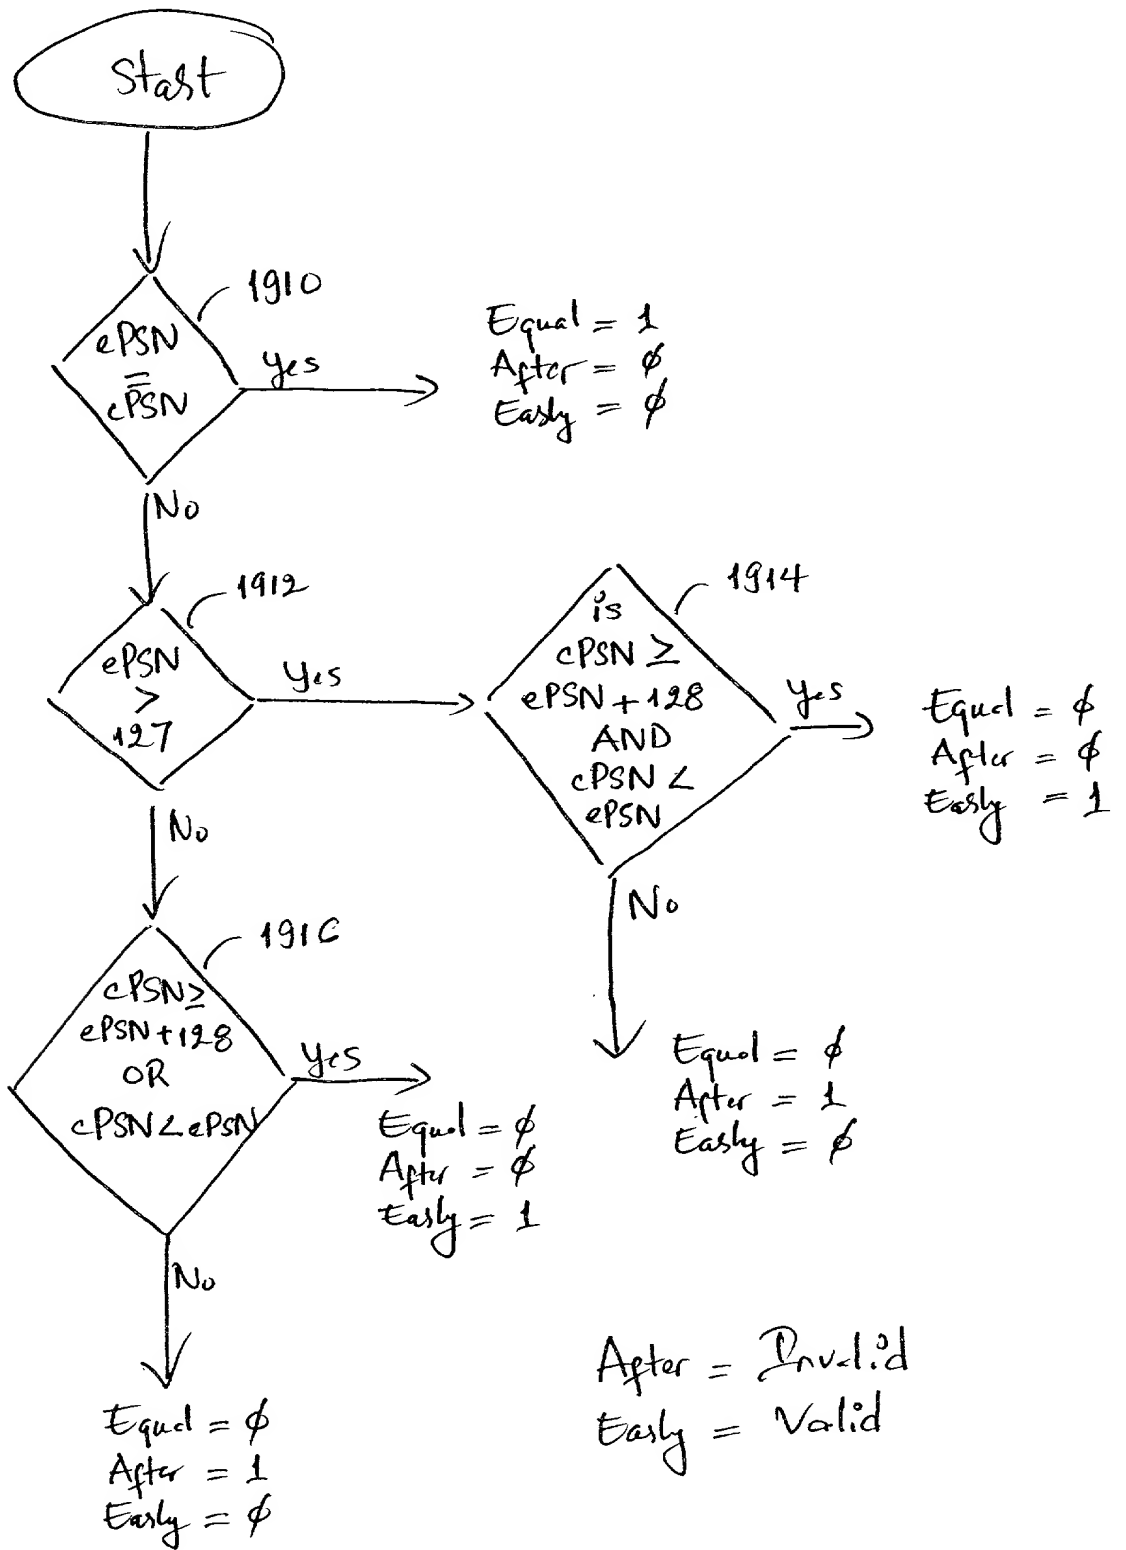 Start
1910
ePSN
=
cPSN
Yes
Equal = 1
After = ϕ
Early = ϕ
No
1912
ePSN
>
127
Yes
1914
is
cPSN ≥
ePSN + 128
AND
cPSN <
ePSN
Yes
Equal = ϕ
After = ϕ
Early = 1
No
No
1916
cPSN ≥
ePSN + 128
OR
cPSN < ePSN
Yes
Equal = ϕ
After = 1
Early = ϕ
Equal = ϕ
After = ϕ
Early = 1
No
After = Invalid
Early = Valid
Equal = ϕ
After = 1
Early = ϕ